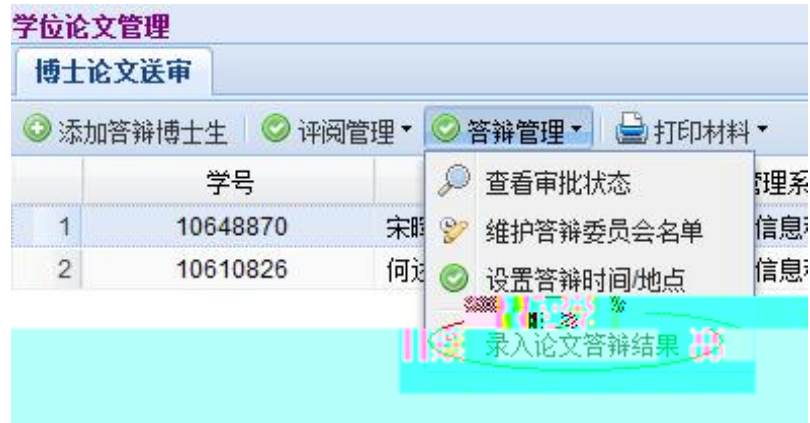 学位论文管理
博士论文送审
添加答辩博士生 评阅管理 答辩管理 打印材料
学号
查看审批状态
管理系
1 10648870
维护答辩委员会名单
信息
2 10610826 何
设置答辩时间/地点
信息
录入论文答辩结果